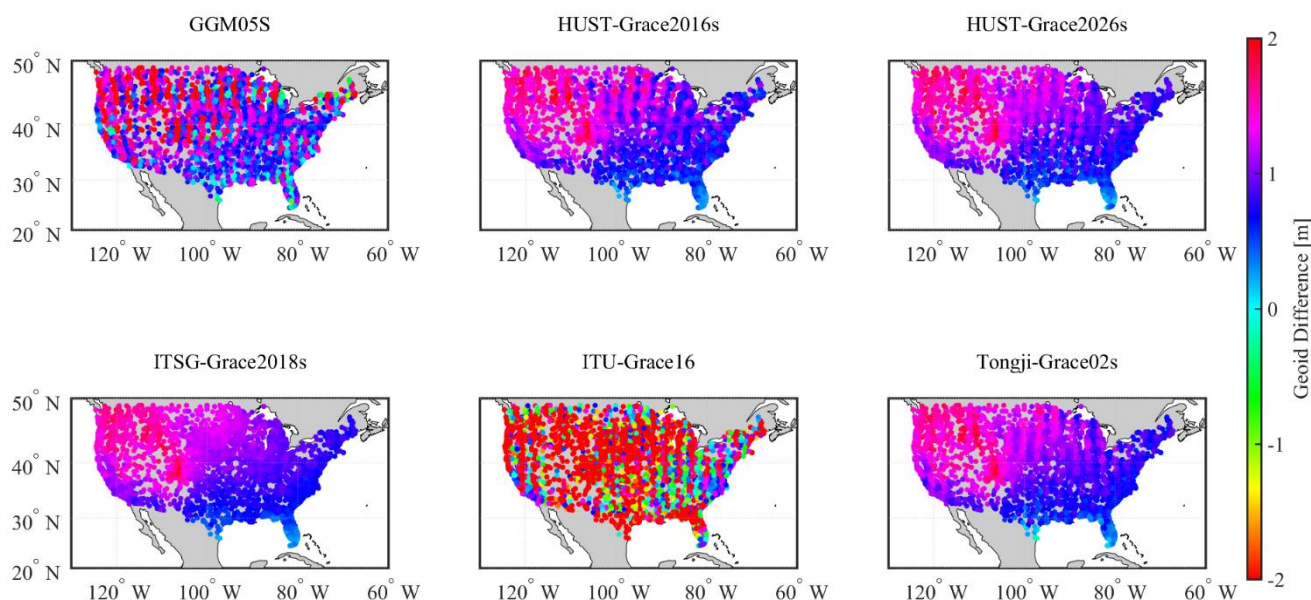 GGM05S
HUST-Grace2016s
HUST-Grace2026s
50° N
40° N
30° N
20° N
120° W
100° W
80° W
60° W
120° W
100° W
80° W
60° W
120° W
100° W
80° W
60° W
ITSG-Grace2018s
ITU-Grace16
Tongji-Grace02s
50° N
40° N
30° N
20° N
120° W
100° W
80° W
60° W
120° W
100° W
80° W
60° W
120° W
100° W
80° W
60° W
2
1
0
-1
-2
Geoid Difference [m]